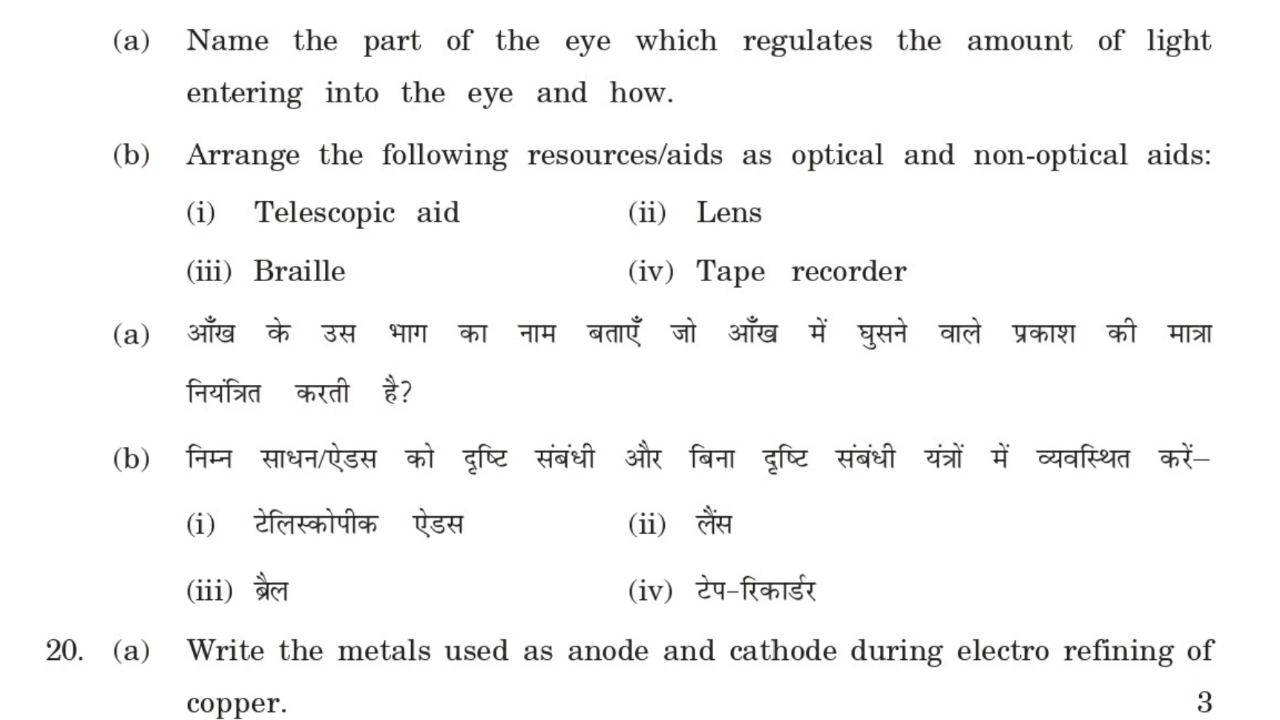 (a) Name the part of the eye which regulates the amount of light
entering into the eye and how.
(b) Arrange the following resources/aids as optical and non-optical aids:
(i) Telescopic aid (ii) Lens
(iii) Braille (iv) Tape recorder
(a) आँख के उस भाग का नाम बताएँ जो आँख में घुसने वाले प्रकाश की मात्रा
नियंत्रित करती है?
(b) निम्न साधन/ऐडस को दृष्टि संबंधी और बिना दृष्टि संबंधी यंत्रों में व्यवस्थित करें–
(i) टेलिस्कोपीक ऐडस (ii) लैंस
(iii) ब्रैल (iv) टेप-रिकार्डर
20. (a) Write the metals used as anode and cathode during electro refining of
copper. 3